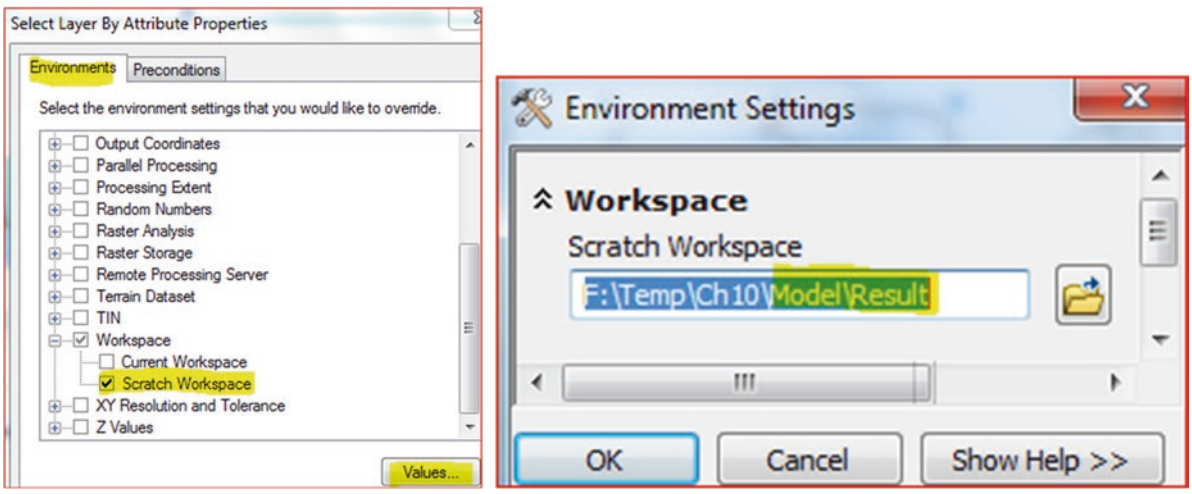 Select Layer By Attribute Properties
Environments
Preconditions
Select the environment settings that you would like to override.
Output Coordinates
Parallel Processing
Processing Extent
Random Numbers
Raster Analysis
Raster Storage
Remote Processing Server
Terrain Dataset
TIN
Workspace
Current Workspace
Scratch Workspace
XY Resolution and Tolerance
Z Values
Values...
Environment Settings
Workspace
Scratch Workspace
F:\Temp\Ch10\Model\Result
OK
Cancel
Show Help >>